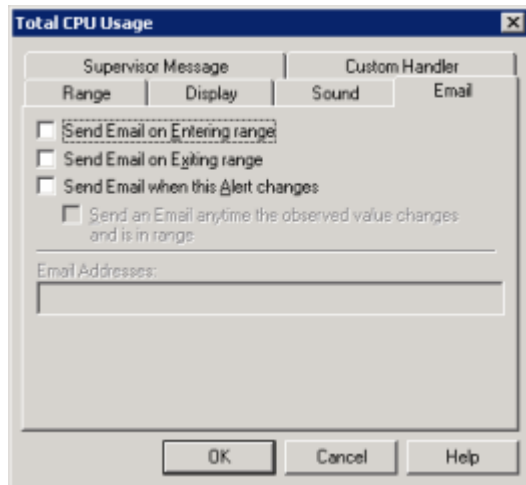 Total CPU Usage
Supervisor Message Custom Handler
Range Display Sound Email
Send Email on Entering range
Send Email on Exiting range
Send Email when this Alert changes
Send an Email anytime the observed value changes
and is in range
Email Addresses:
OK Cancel Help